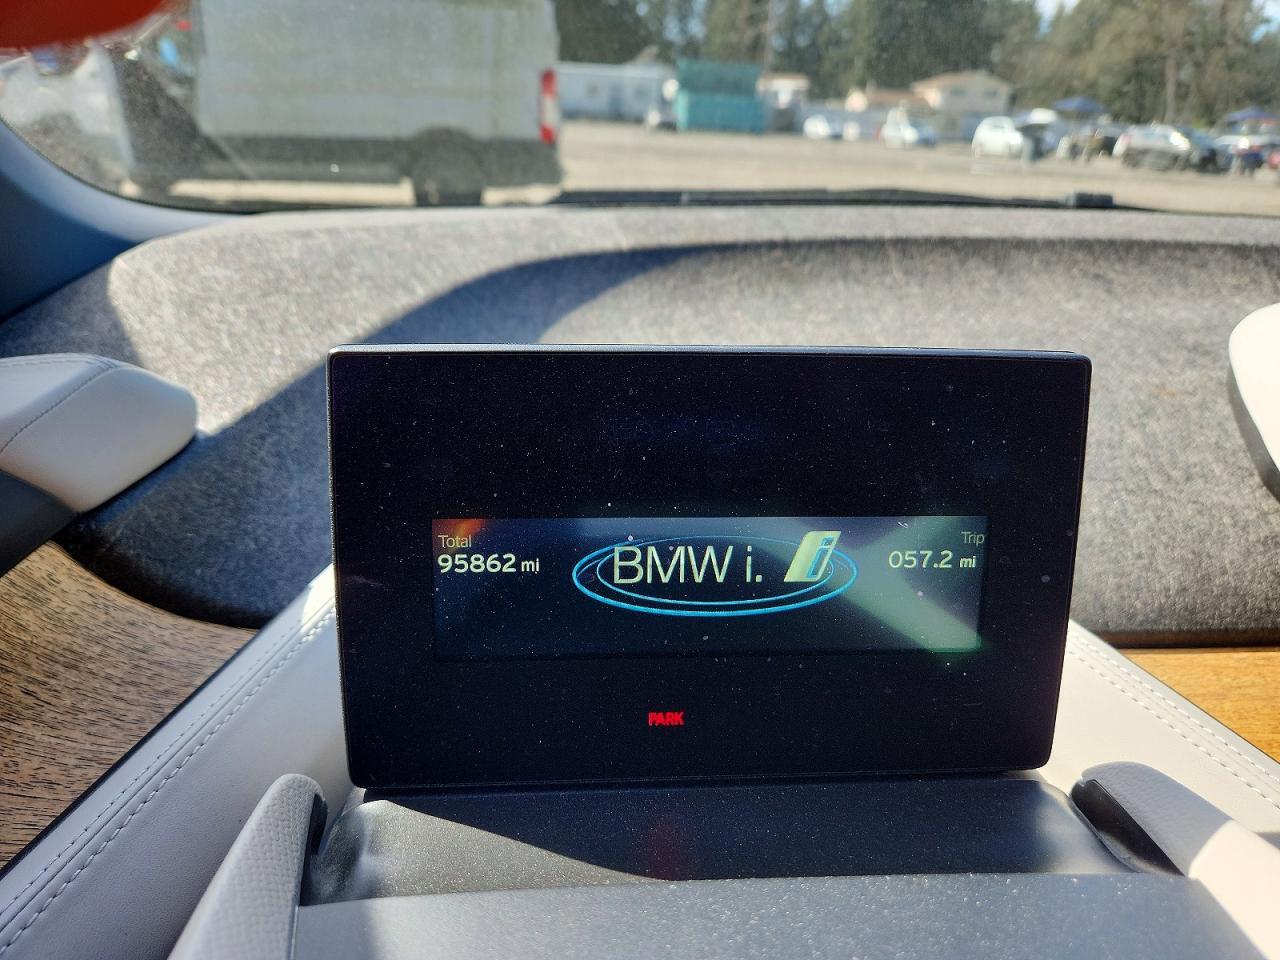 Total
95862 mi
BMW i. i
Trip
057.2 mi
PARK